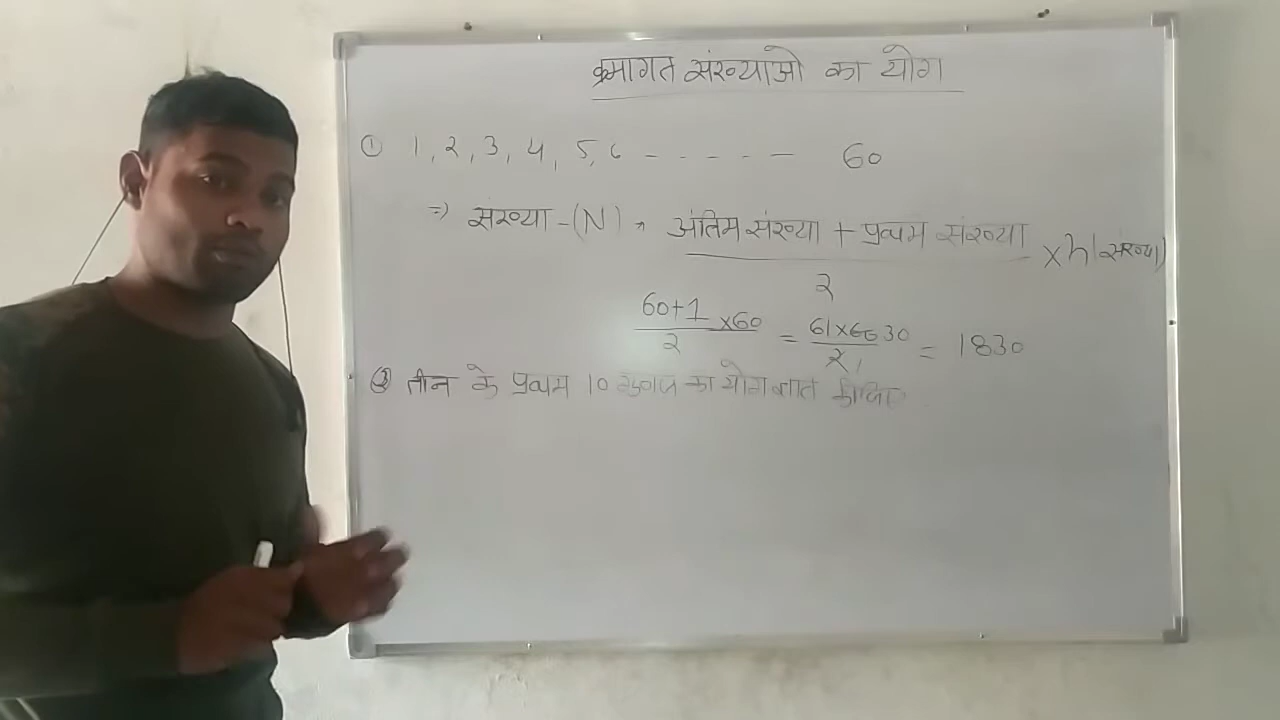 क्रमागत संख्याओ का योग
① 1, 2, 3, 4, 5, 6 - - - - - 60
=> संख्या -(N) = अंतिम संख्या + प्रथम संख्या × n(संख्या)
2
60+1 ×60 = 61×60 30 = 1830
2 2 1
② तीन के प्रथम 10 का योग ज्ञात कीजिए